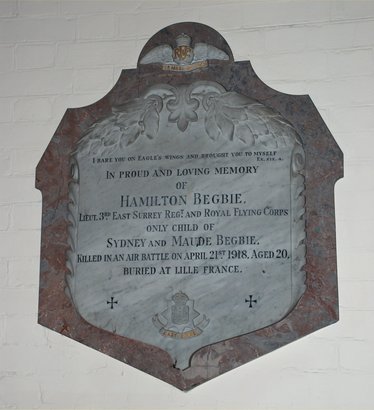 I BARE YOU ON EAGLE'S WINGS AND BROUGHT YOU TO MYSELF
EX. XIX. 4.
IN PROUD AND LOVING MEMORY
OF
HAMILTON BEGBIE.
LIEUT. 3RD EAST SURREY REGT. AND ROYAL FLYING CORPS
ONLY CHILD OF
SYDNEY AND MAUDE BEGBIE.
KILLED IN AN AIR BATTLE ON APRIL 21ST 1918, AGED 20.
BURIED AT LILLE FRANCE.
EAST SURREY